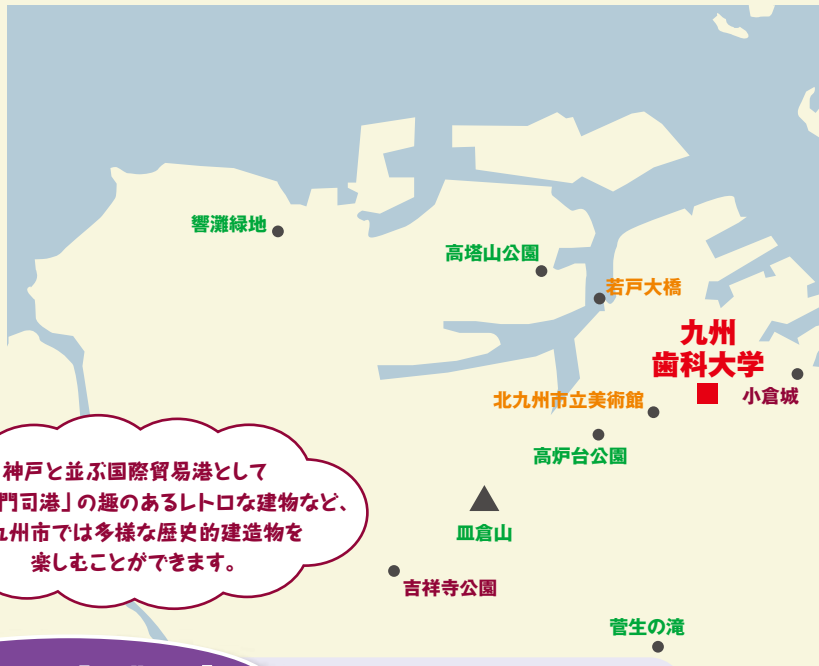 響灘緑地
高塔山公園
若戸大橋
九州
歯科大学
小倉城
北九州市立美術館
高炉台公園
神戸と並ぶ国際貿易港として
門司港」の趣のあるレトロな建物など、
九州市では多様な歴史的建造物を
楽しむことができます。
皿倉山
吉祥寺公園
菅生の滝